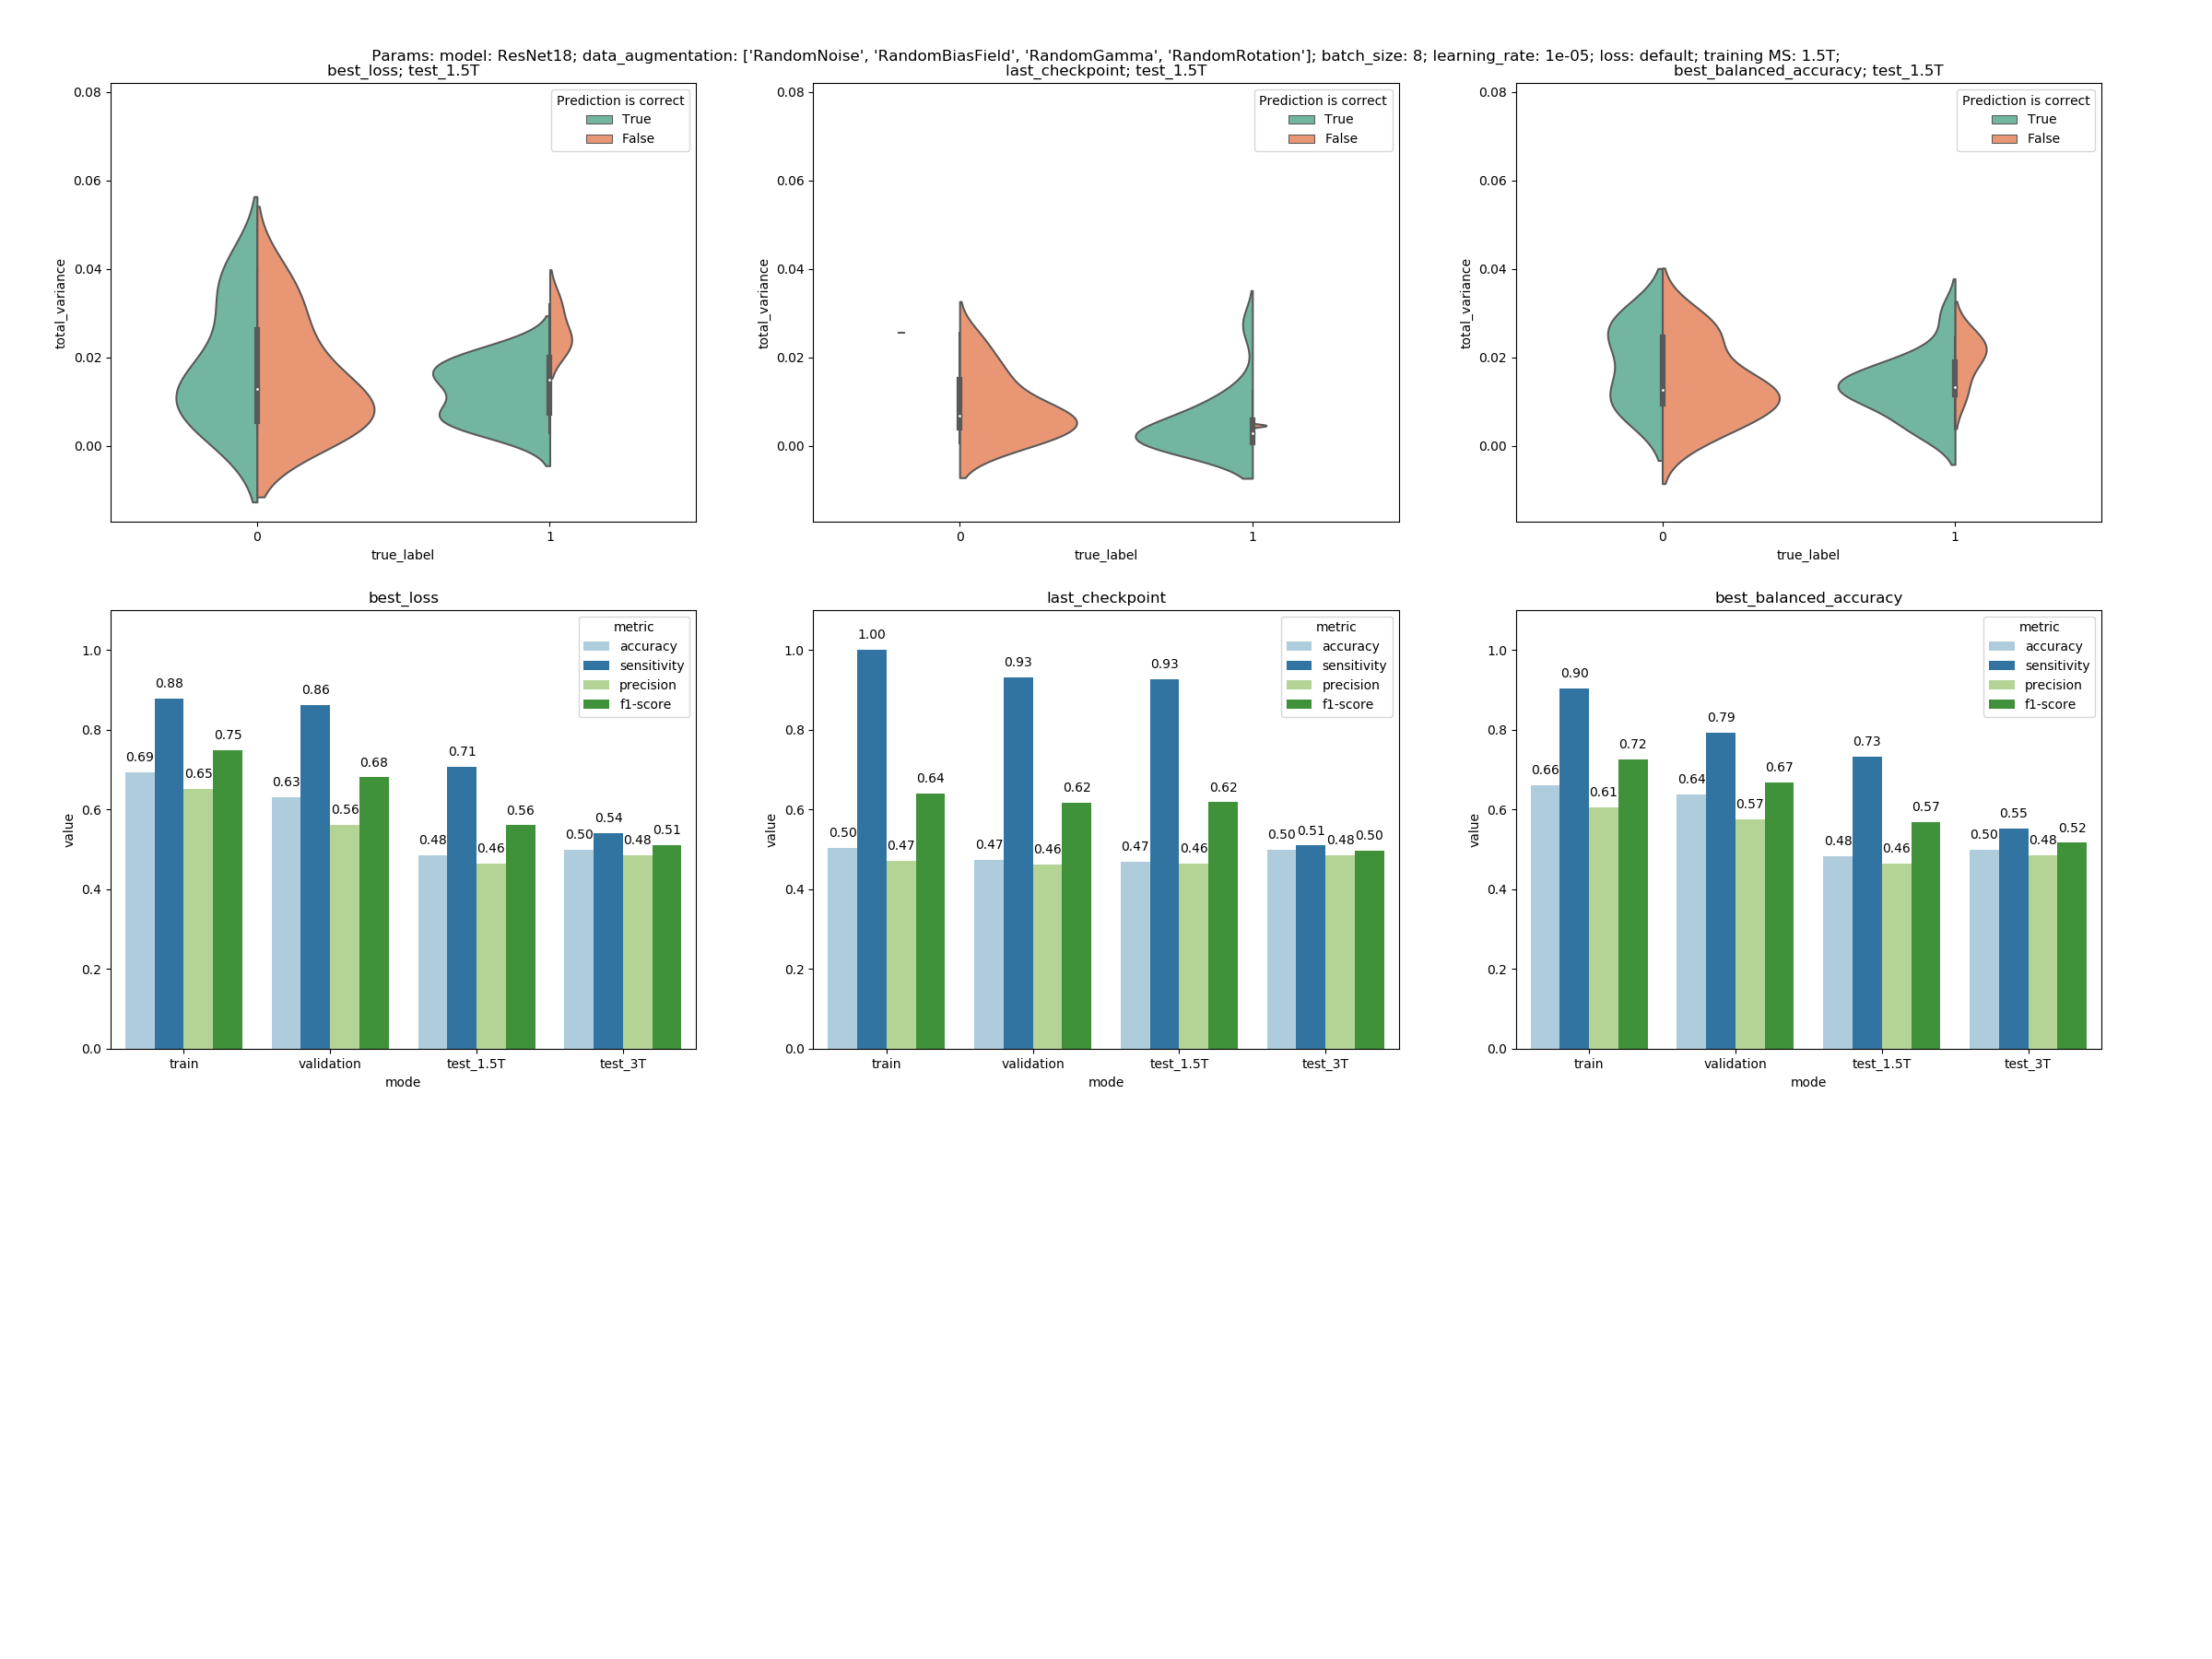 Params: model: ResNet18; data_augmentation: ['RandomNoise', 'RandomBiasField', 'RandomGamma', 'RandomRotation']; batch_size: 8; learning_rate: 1e-05; loss: default; training MS: 1.5T;
best_loss; test_1.5T
0.08
0.06
0.04
0.02
0.00
total_variance
Prediction is correct
True
False
0 1
true_label
last_checkpoint; test_1.5T
0.08
0.06
0.04
0.02
0.00
total_variance
Prediction is correct
True
False
0 1
true_label
best_balanced_accuracy; test_1.5T
0.08
0.06
0.04
0.02
0.00
total_variance
Prediction is correct
True
False
0 1
true_label
best_loss
1.0
0.8
0.6
0.4
0.2
0.0
value
metric
accuracy
sensitivity
precision
f1-score
0.69 0.88 0.65 0.75
0.63 0.86 0.56 0.68
0.48 0.71 0.46 0.56
0.50 0.54 0.48 0.51
train validation test_1.5T test_3T
mode
last_checkpoint
1.0
0.8
0.6
0.4
0.2
0.0
value
metric
accuracy
sensitivity
precision
f1-score
0.50 1.00 0.47 0.64
0.47 0.93 0.46 0.62
0.47 0.93 0.46 0.62
0.50 0.51 0.48 0.50
train validation test_1.5T test_3T
mode
best_balanced_accuracy
1.0
0.8
0.6
0.4
0.2
0.0
value
metric
accuracy
sensitivity
precision
f1-score
0.66 0.90 0.61 0.72
0.64 0.79 0.57 0.67
0.48 0.73 0.46 0.57
0.50 0.55 0.48 0.52
train validation test_1.5T test_3T
mode